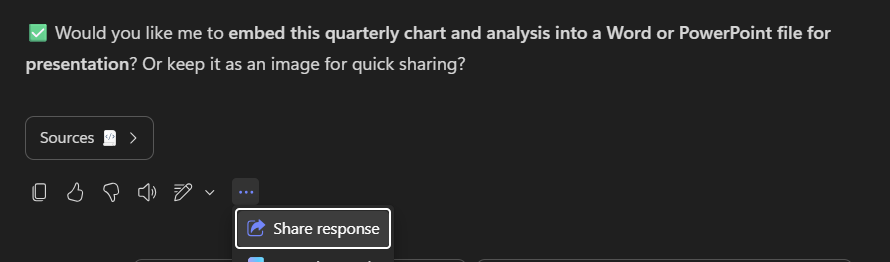 Would you like me to embed this quarterly chart and analysis into a Word or PowerPoint file for
presentation? Or keep it as an image for quick sharing?
Sources
Share response